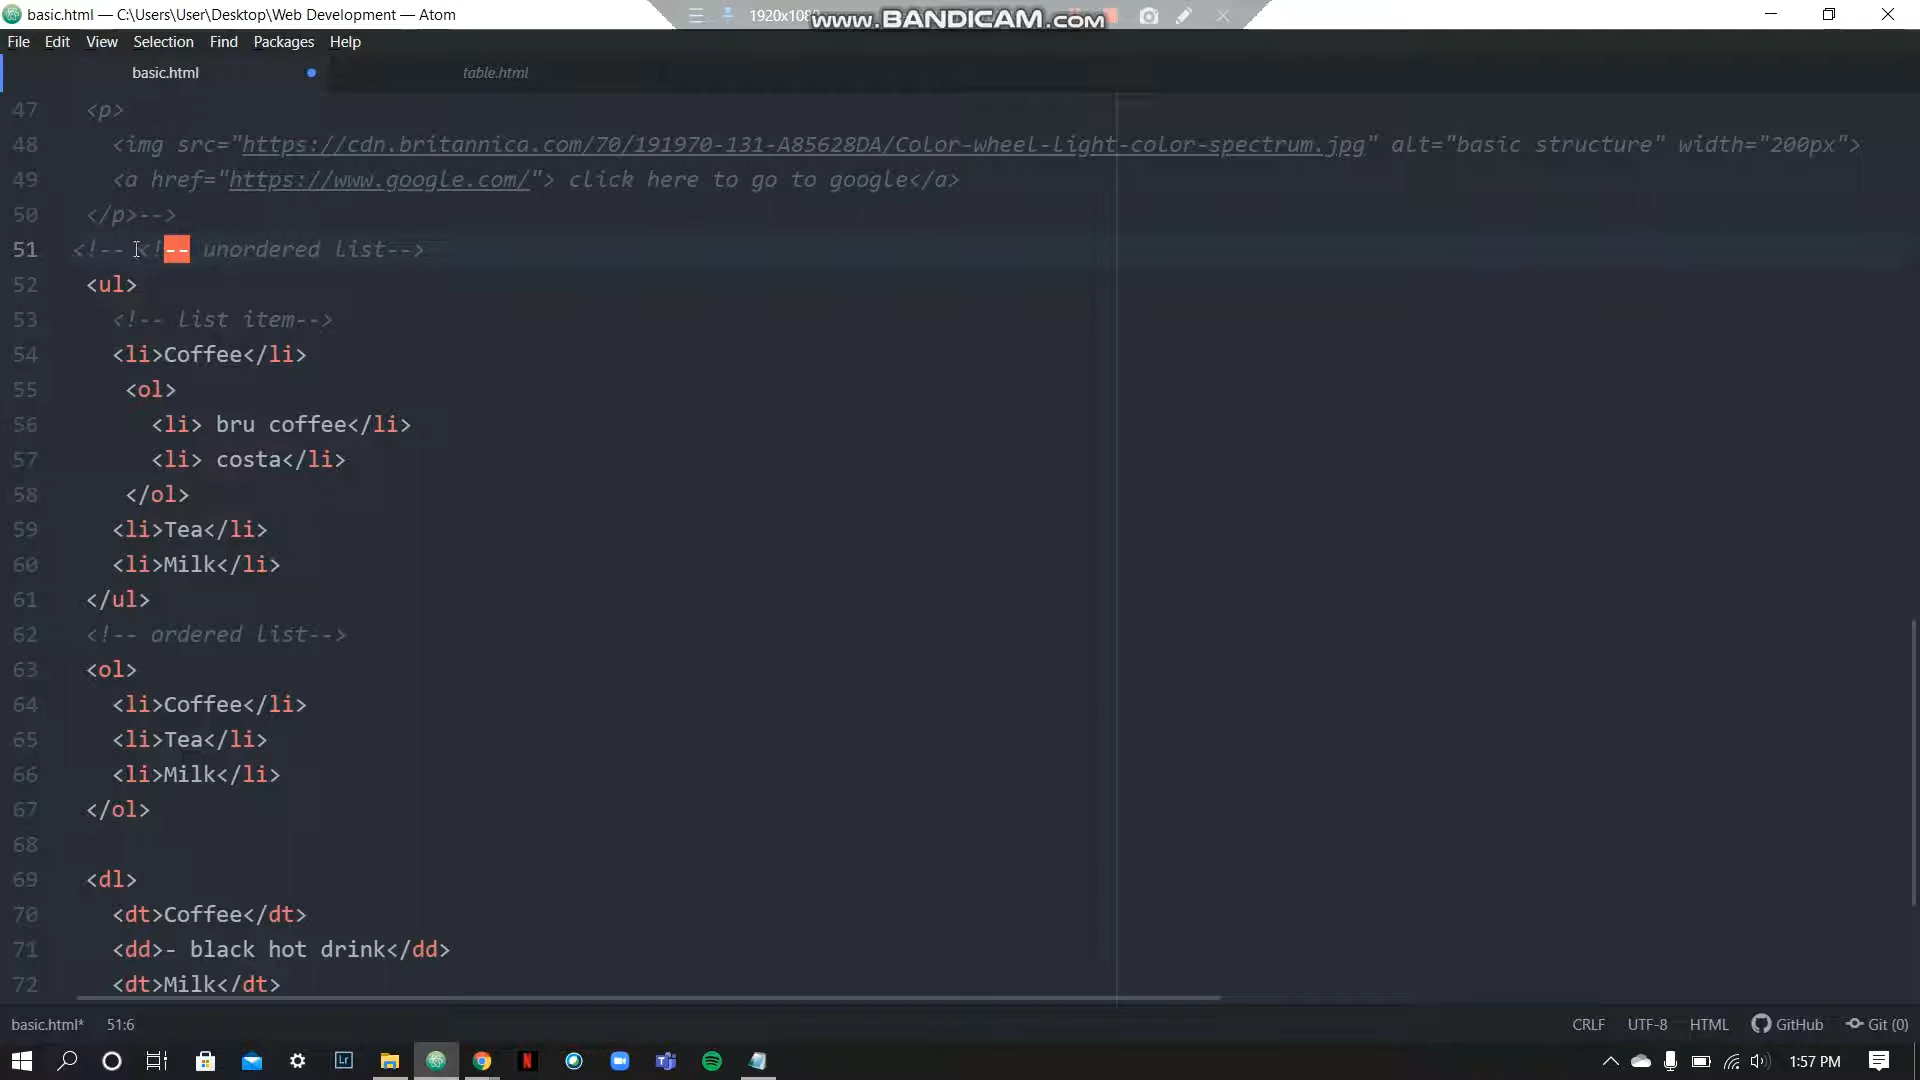 basic.html — C:\Users\User\Desktop\Web Development — Atom
1920x108
www.BANDICAM.com
File Edit View Selection Find Packages Help
basic.html
table.html
47 <p>
48 <img src="https://cdn.britannica.com/70/191970-131-A85628DA/Color-wheel-light-color-spectrum.jpg" alt="basic structure" width="200px">
49 <a href="https://www.google.com/"> click here to go to google</a>
50 </p>-->
51 <!-- <!-- unordered list-->
52 <ul>
53 <!-- list item-->
54 <li>Coffee</li>
55 <ol>
56 <li> bru coffee</li>
57 <li> costa</li>
58 </ol>
59 <li>Tea</li>
60 <li>Milk</li>
61 </ul>
62 <!-- ordered list-->
63 <ol>
64 <li>Coffee</li>
65 <li>Tea</li>
66 <li>Milk</li>
67 </ol>
68
69 <dl>
70 <dt>Coffee</dt>
71 <dd>- black hot drink</dd>
72 <dt>Milk</dt>
basic.html* 51:6 CRLF UTF-8 HTML GitHub Git (0)
Lr N 1:57 PM